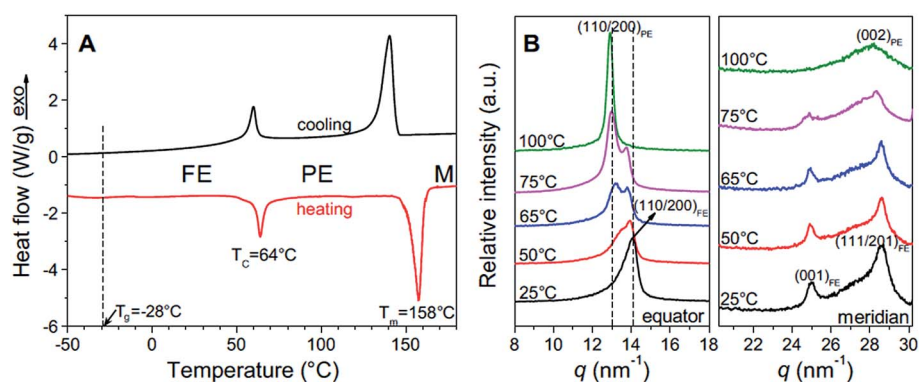 A
Heat flow (W/g) exo
4
2
0
-2
-4
-6
cooling
FE PE M
heating
T_C=64°C
T_g=-28°C
T_m=158°C
-50 0 50 100 150
Temperature (°C)
B
Relative intensity (a.u.)
(110/200)_PE
100°C
75°C
65°C
(110/200)_FE
50°C
25°C
equator
8 10 12 14 16 18
q (nm⁻¹)
(002)_PE
100°C
75°C
65°C
50°C
(111/201)_FE
(001)_FE
25°C
meridian
22 24 26 28 30
q (nm⁻¹)